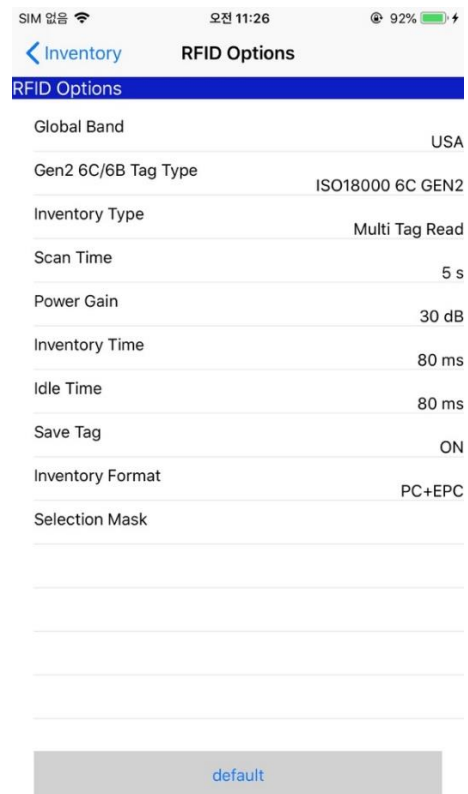 SIM 없음 오전 11:26 92%
Inventory RFID Options
RFID Options
Global Band
USA
Gen2 6C/6B Tag Type
ISO18000 6C GEN2
Inventory Type
Multi Tag Read
Scan Time
5 s
Power Gain
30 dB
Inventory Time
80 ms
Idle Time
80 ms
Save Tag
ON
Inventory Format
PC+EPC
Selection Mask
default